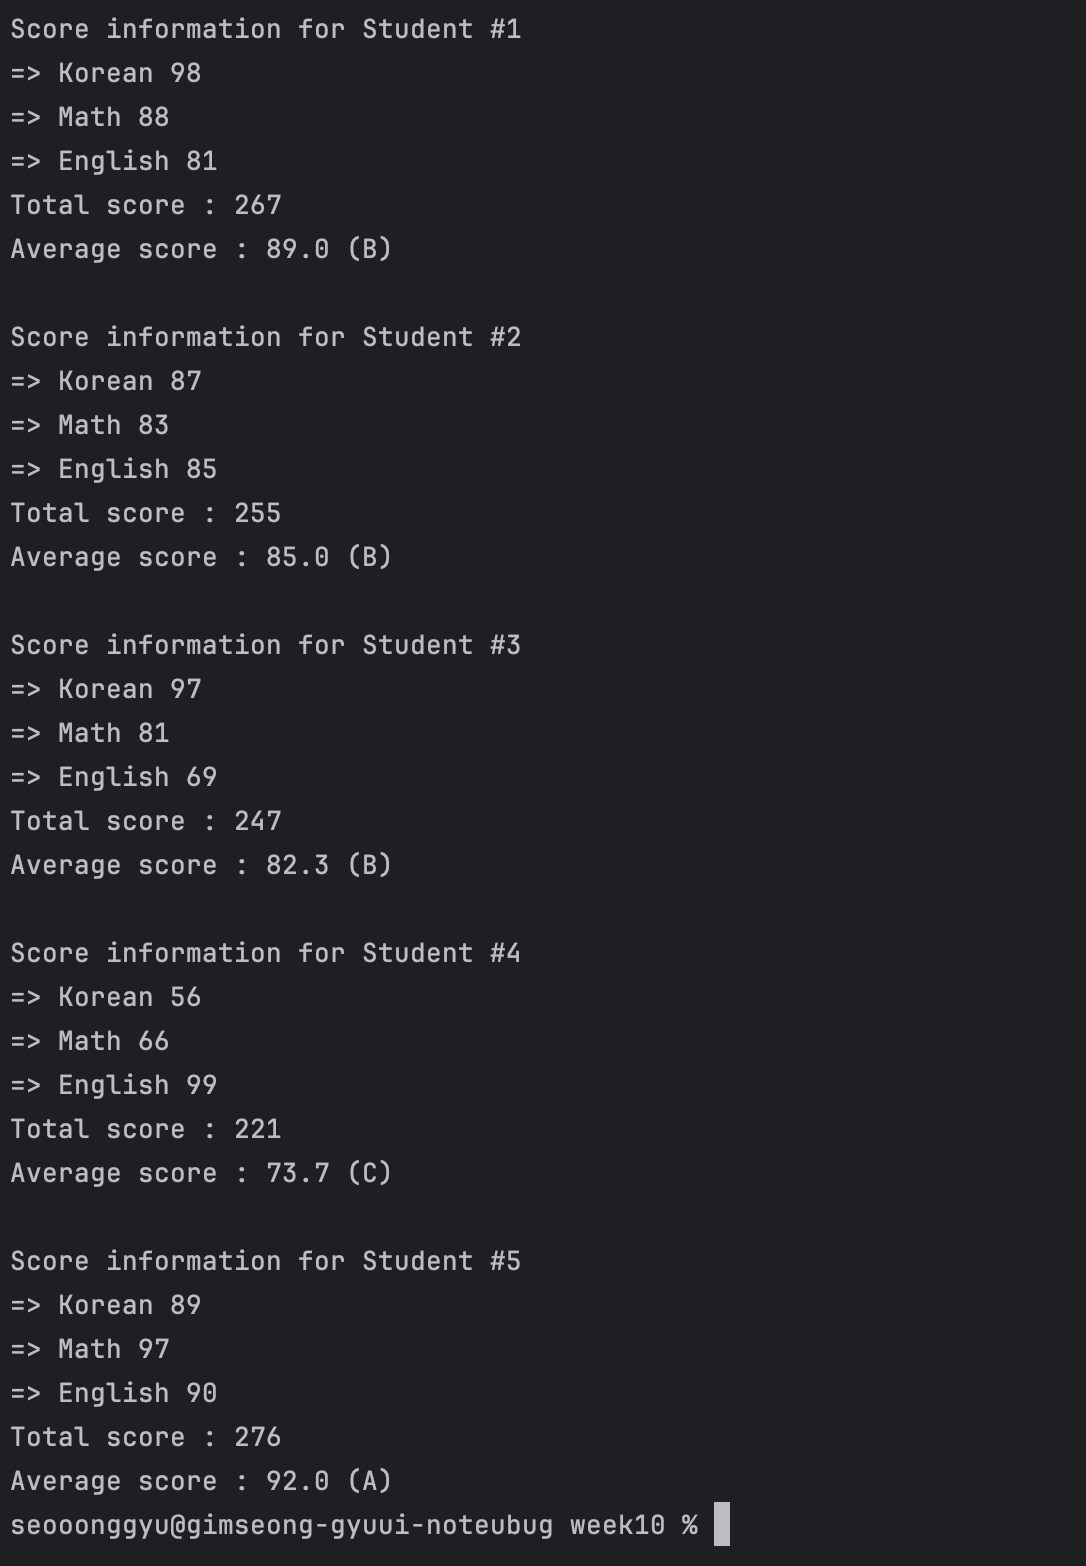 Score information for Student #1
=> Korean 98
=> Math 88
=> English 81
Total score : 267
Average score : 89.0 (B)
Score information for Student #2
=> Korean 87
=> Math 83
=> English 85
Total score : 255
Average score : 85.0 (B)
Score information for Student #3
=> Korean 97
=> Math 81
=> English 69
Total score : 247
Average score : 82.3 (B)
Score information for Student #4
=> Korean 56
=> Math 66
=> English 99
Total score : 221
Average score : 73.7 (C)
Score information for Student #5
=> Korean 89
=> Math 97
=> English 90
Total score : 276
Average score : 92.0 (A)
seooonggyu@gimseong-gyuui-noteubug week10 %